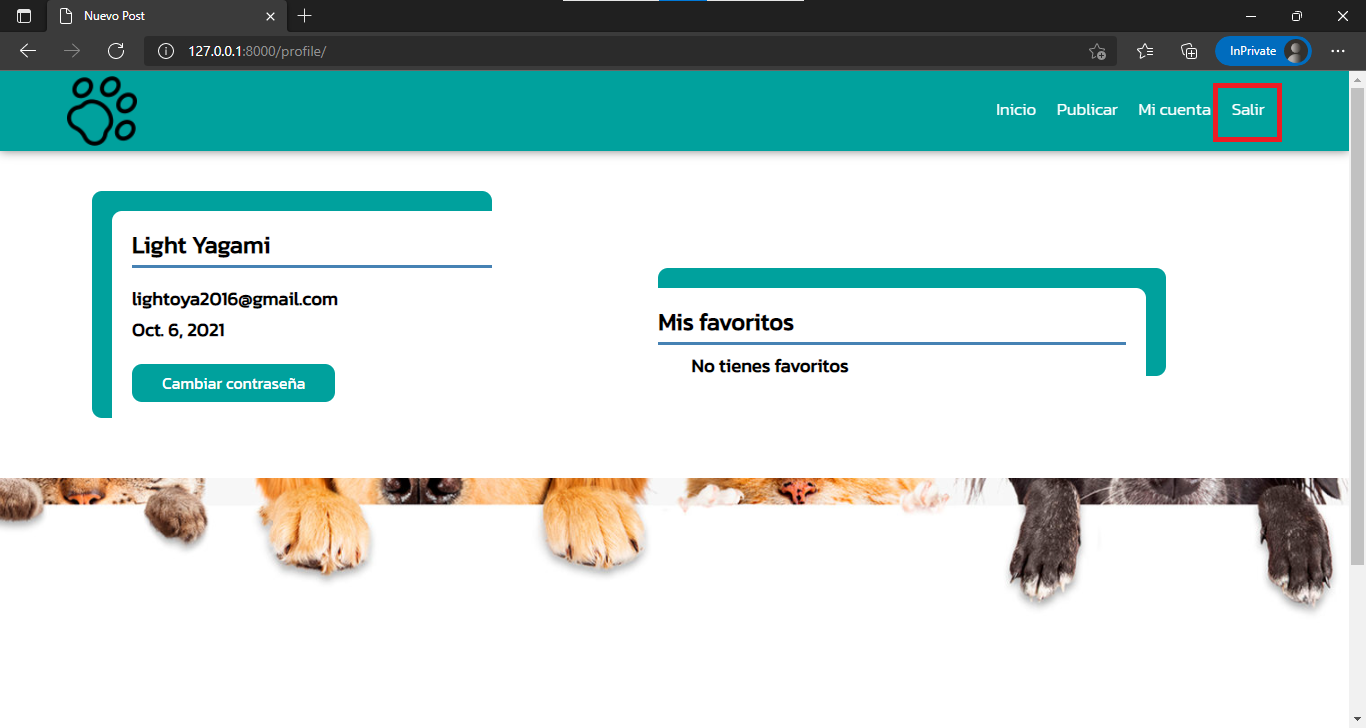 Nuevo Post
127.0.0.1:8000/profile/
InPrivate
Inicio Publicar Mi cuenta Salir
Light Yagami
lightoya2016@gmail.com
Oct. 6, 2021
Cambiar contraseña
Mis favoritos
No tienes favoritos